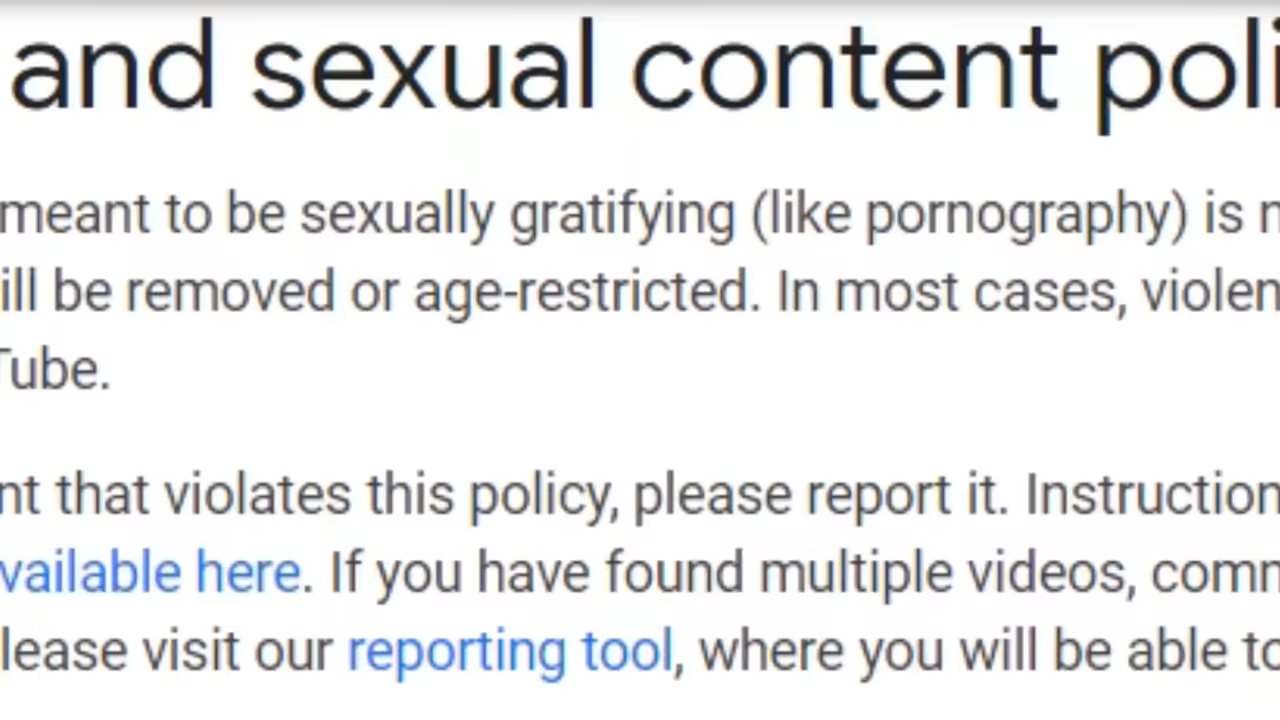 and sexual content poli
meant to be sexually gratifying (like pornography) is n
ill be removed or age-restricted. In most cases, violen
Tube.
nt that violates this policy, please report it. Instruction
vailable here. If you have found multiple videos, comm
lease visit our reporting tool, where you will be able to